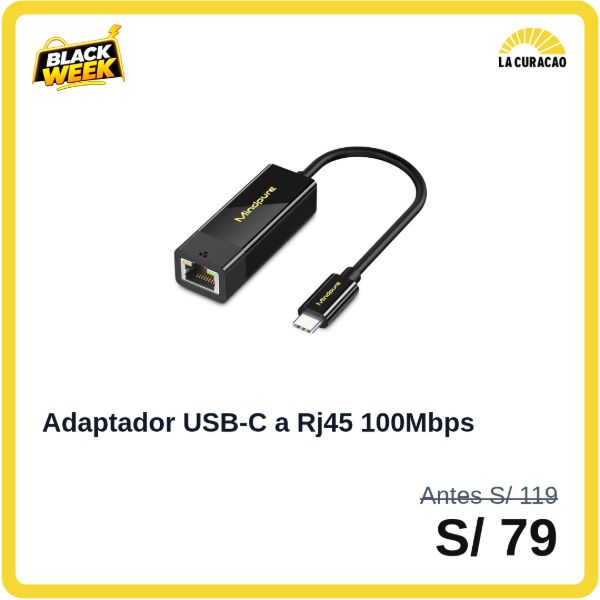 BLACK
WEEK
LA CURACAO
Mindpure
Mindpure
Adaptador USB-C a Rj45 100Mbps
Antes S/ 119
S/ 79